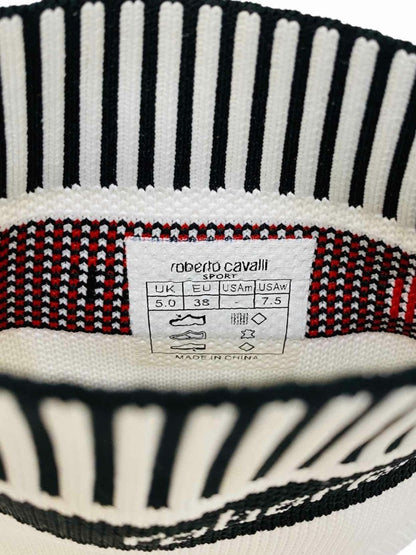 roberto cavalli
SPORT
UK EU USAm USAw
5.0 38 - 7.5
MADE IN CHINA